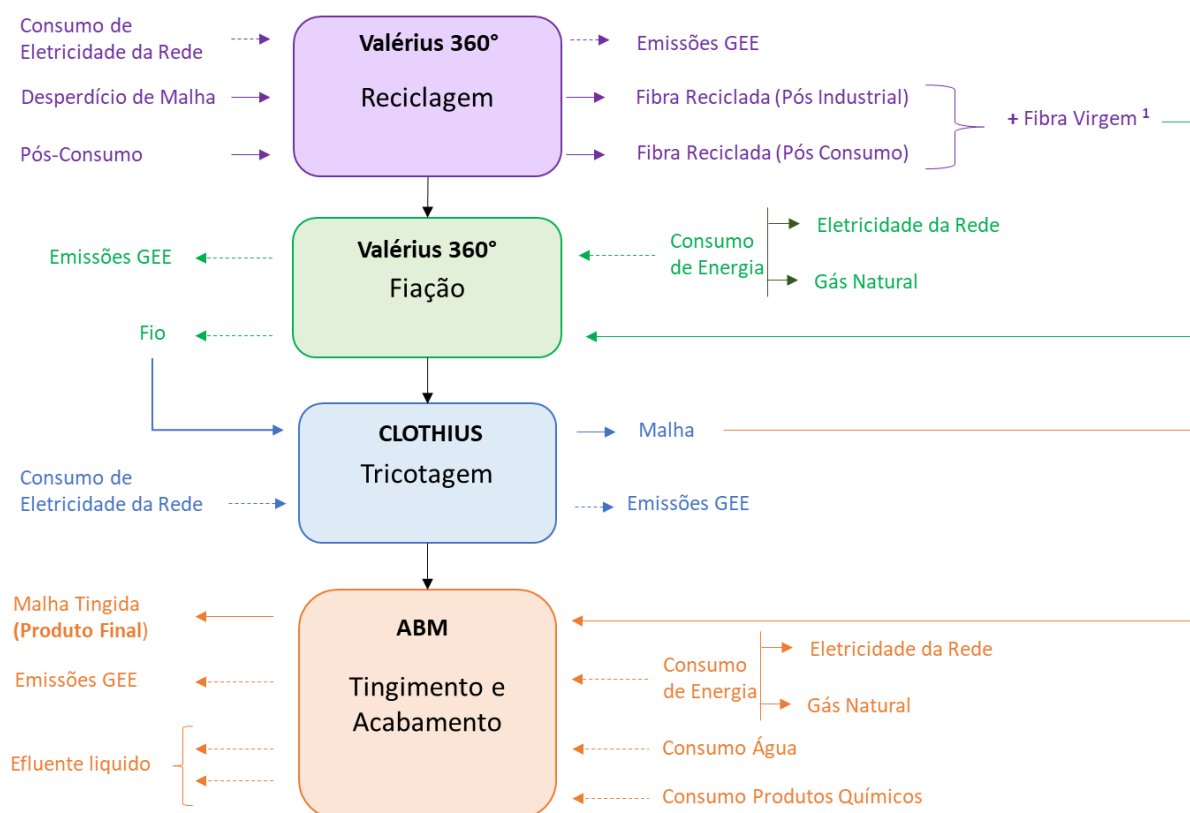 Consumo de
Eletricidade da Rede
Desperdício de Malha
Pós-Consumo
Valérius 360°
Reciclagem
Emissões GEE
Fibra Reciclada (Pós Industrial)
Fibra Reciclada (Pós Consumo)
+ Fibra Virgem ¹
Emissões GEE
Fio
Valérius 360°
Fiação
Consumo
de Energia
Eletricidade da Rede
Gás Natural
Consumo de
Eletricidade da Rede
CLOTHIUS
Tricotagem
Malha
Emissões GEE
Malha Tingida
(Produto Final)
Emissões GEE
Efluente liquido
ABM
Tingimento e
Acabamento
Consumo
de Energia
Eletricidade da Rede
Gás Natural
Consumo Água
Consumo Produtos Químicos